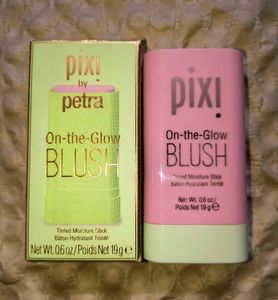 pixi
by
petra
On-the-Glow
BLUSH
Tinted Moisture Stick
Bâton Hydratant Teinté
Net Wt. 0.6 oz/Poids Net 19 g ℮
pixi
On-the-Glow
BLUSH
Tinted Moisture Stick
Bâton Hydratant Teinté
Net Wt. 0.6 oz/
Poids Net 19 g ℮